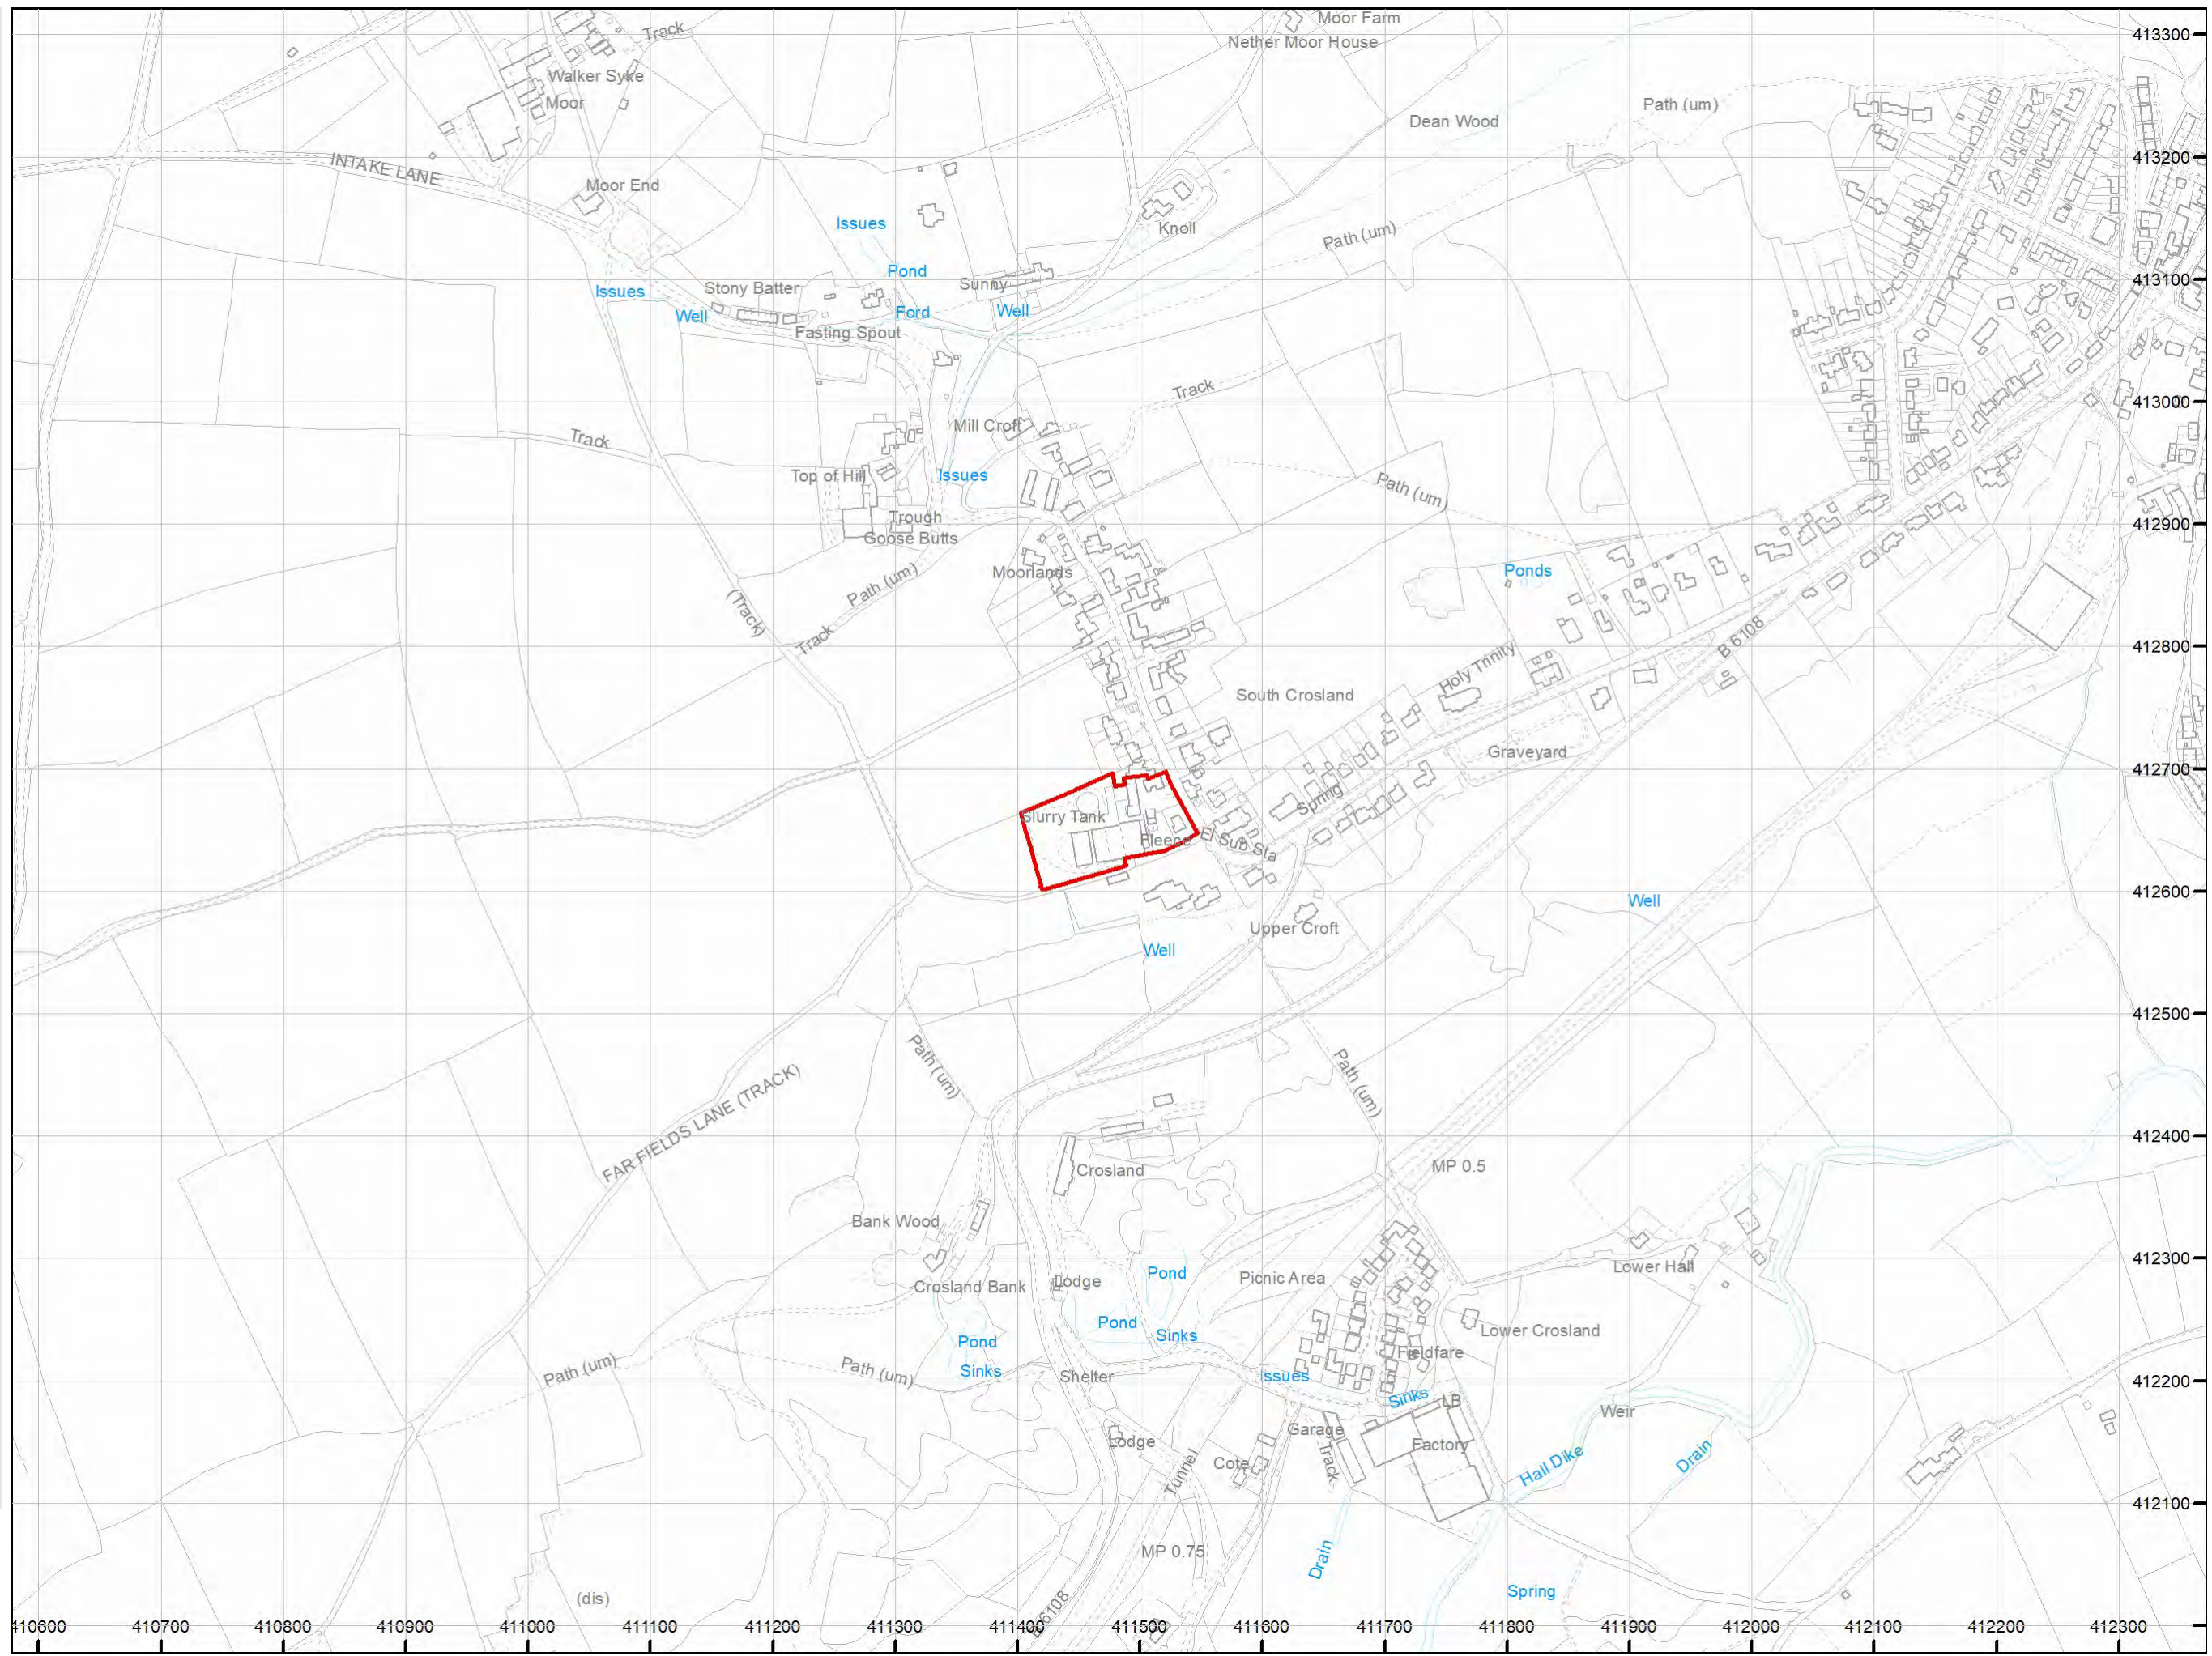 Moor Farm
Track
Nether Moor House
413300
Walker Syke
Moor
Path (um)
Dean Wood
413200
INTAKE LANE
Moor End
Issues
Knoll
Path (um)
Pond
Stony Batter
Sunny
413100
Issues
Well
Ford
Well
Fasting Spout
Track
413000
Mill Croft
Track
Top of Hill
Issues
Path (um)
Trough
412900
Goose Butts
Moorlands
Path (um)
Ponds
(Track)
Track
B 6108
412800
Holy Trinity
South Crosland
Graveyard
412700
Spring
Slurry Tank
Fleece
El Sub Sta
412600
Well
Upper Croft
Well
412500
Path (um)
Path (um)
FAR FIELDS LANE (TRACK)
412400
Crosland
MP 0.5
Bank Wood
412300
Lower Hall
Pond
Picnic Area
Crosland Bank
Lodge
Pond
Sinks
Lower Crosland
Pond
Fieldfare
Path (um)
Path (um)
Sinks
Shelter
Issues
412200
Sinks
LB
Weir
Garage
Lodge
Factory
Track
Cote
Tunnel
Hall Dike
Drain
412100
MP 0.75
Drain
Spring
(dis)
B 6108
410600
410700
410800
410900
411000
411100
411200
411300
411400
411500
411600
411700
411800
411900
412000
412100
412200
412300